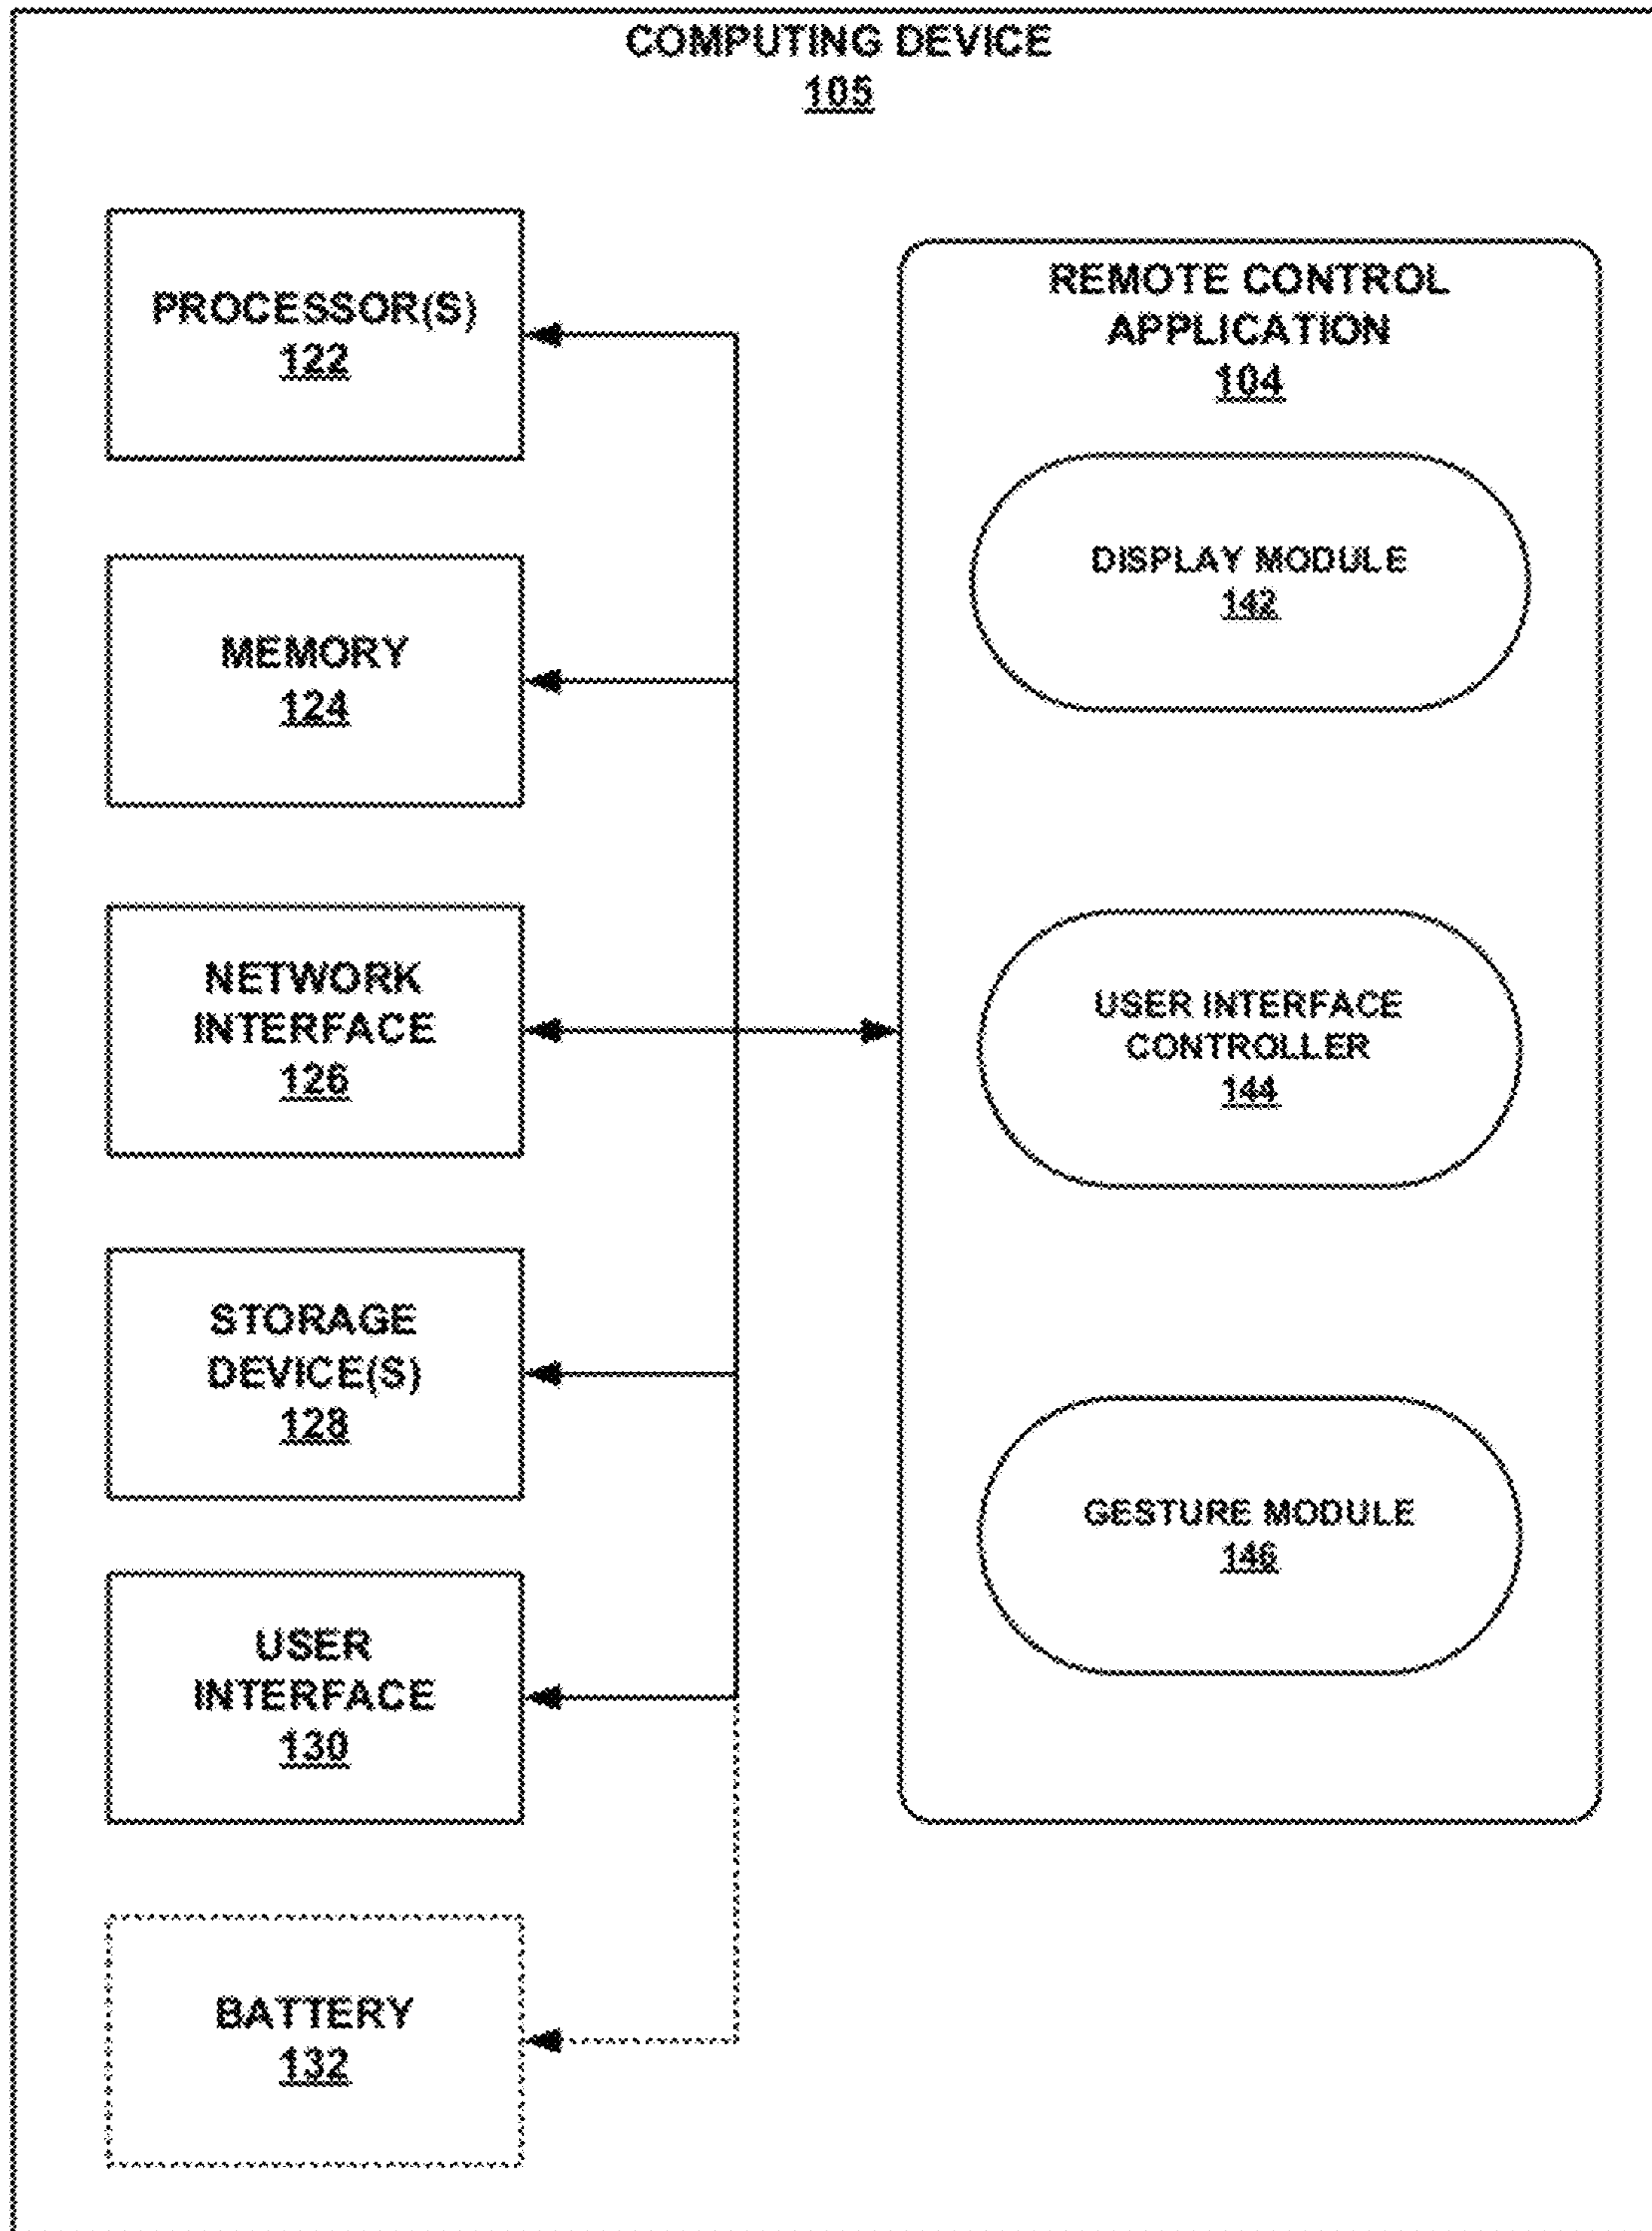 COMPUTING DEVICE
105
PROCESSOR(S)
122
MEMORY
124
NETWORK
INTERFACE
126
STORAGE
DEVICE(S)
128
USER
INTERFACE
130
BATTERY
132
REMOTE CONTROL
APPLICATION
104
DISPLAY MODULE
142
USER INTERFACE
CONTROLLER
144
GESTURE MODULE
146